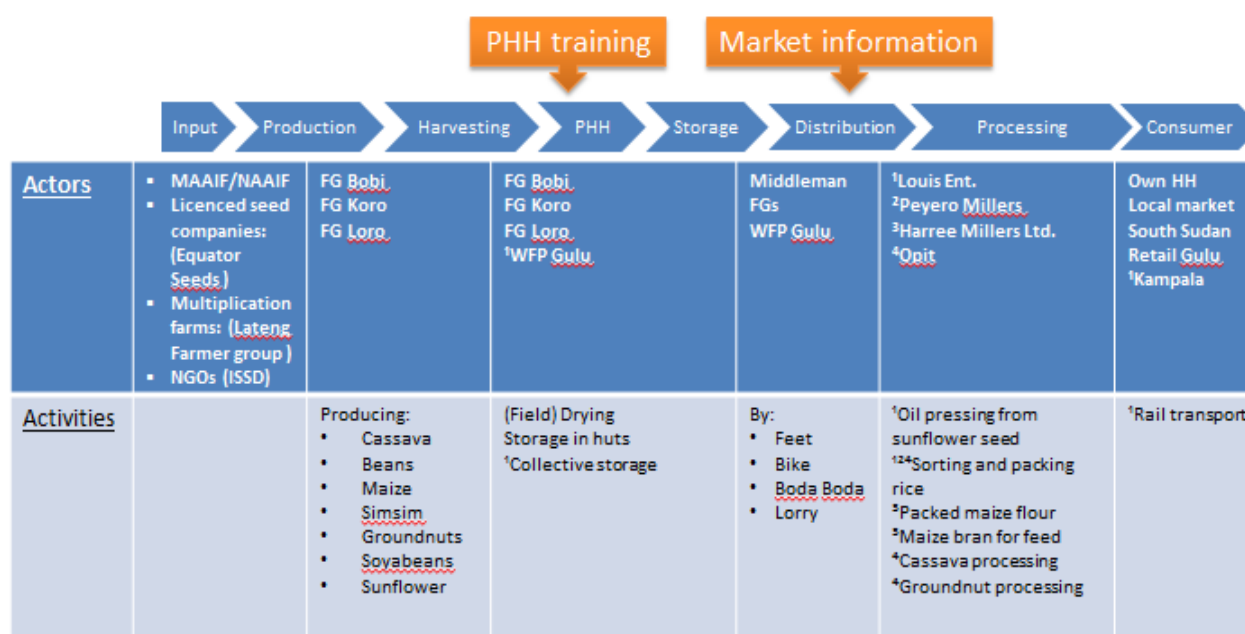 PHH training
Market information
Input
Production
Harvesting
PHH
Storage
Distribution
Processing
Consumer
Actors
▪ MAAIF/NAAIF
▪ Licenced seed
companies:
(Equator
Seeds)
▪ Multiplication
farms: (Lateng
Farmer group )
▪ NGOs (ISSD)
FG Bobi
FG Koro
FG Loro
FG Bobi
FG Koro
FG Loro
¹WFP Gulu
Middleman
FGs
WFP Gulu
¹Louis Ent.
²Peyero Millers
³Harree Millers Ltd.
⁴Opit
Own HH
Local market
South Sudan
Retail Gulu
¹Kampala
Activities
Producing:
• Cassava
• Beans
• Maize
• Simsim
• Groundnuts
• Soyabeans
• Sunflower
(Field) Drying
Storage in huts
¹Collective storage
By:
• Feet
• Bike
• Boda Boda
• Lorry
¹Oil pressing from
sunflower seed
¹²⁴Sorting and packing
rice
³Packed maize flour
³Maize bran for feed
⁴Cassava processing
⁴Groundnut processing
¹Rail transport